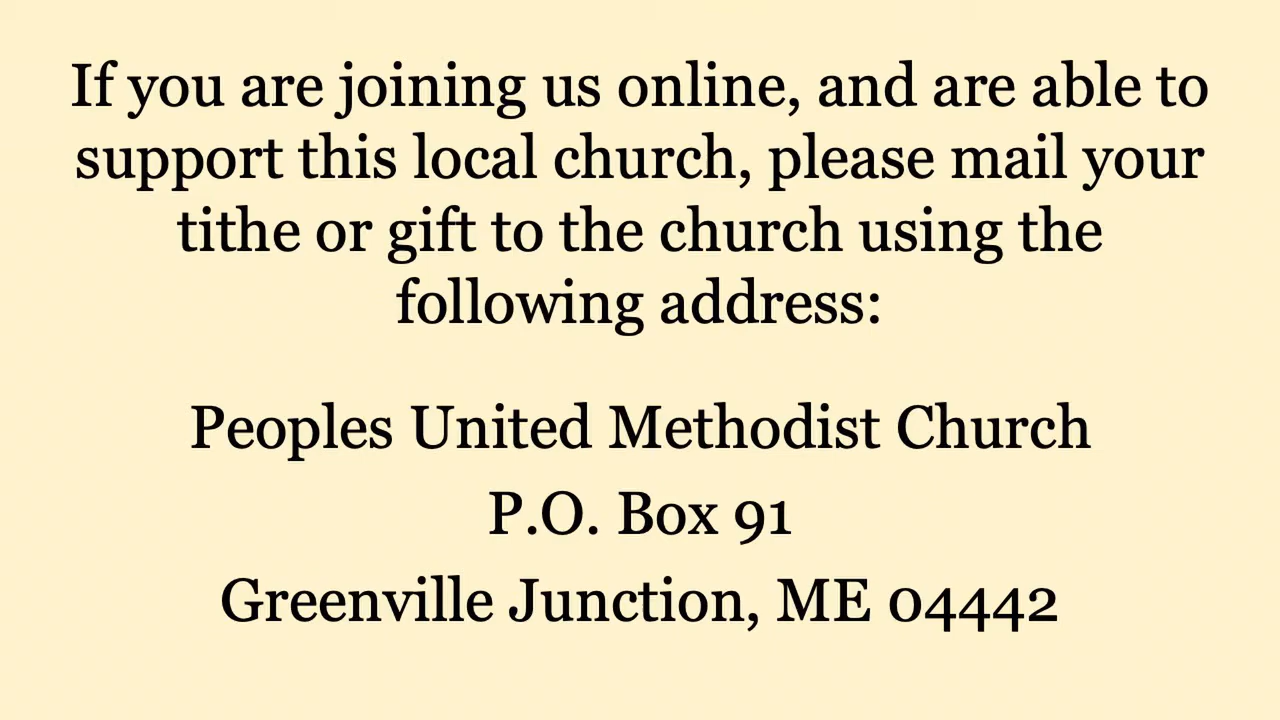 If you are joining us online, and are able to
support this local church, please mail your
tithe or gift to the church using the
following address:
Peoples United Methodist Church
P.O. Box 91
Greenville Junction, ME 04442